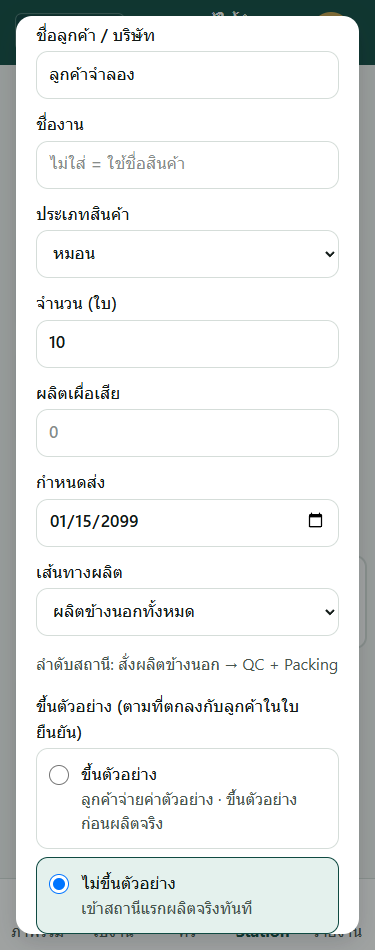 ชื่อลูกค้า / บริษัท
ลูกค้าจำลอง
ชื่องาน
ไม่ใส่ = ใช้ชื่อสินค้า
ประเภทสินค้า
หมอน
จำนวน (ใบ)
10
ผลิตเผื่อเสีย
0
กำหนดส่ง
01/15/2099
เส้นทางผลิต
ผลิตข้างนอกทั้งหมด
ลำดับสถานี: สั่งผลิตข้างนอก → QC + Packing
ขึ้นตัวอย่าง (ตามที่ตกลงกับลูกค้าในใบ
ยืนยัน)
ขึ้นตัวอย่าง
ลูกค้าจ่ายค่าตัวอย่าง · ขึ้นตัวอย่าง
ก่อนผลิตจริง
ไม่ขึ้นตัวอย่าง
เข้าสถานีแรกผลิตจริงทันที